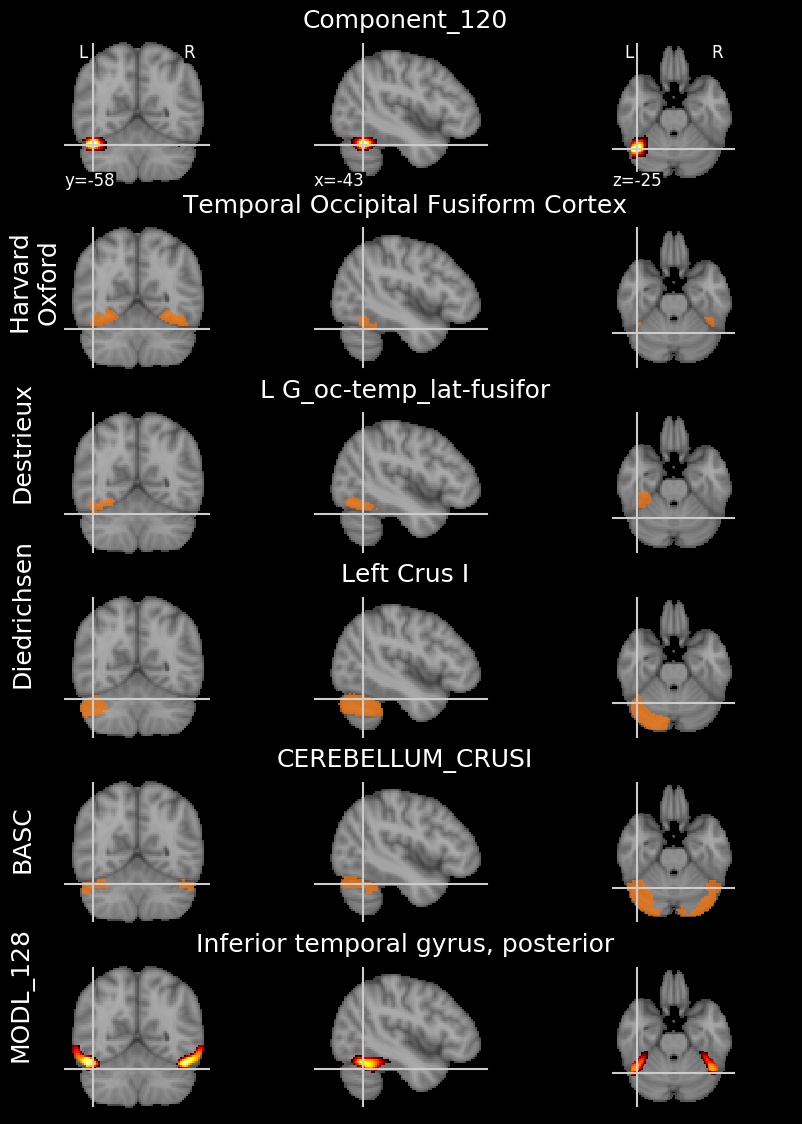 Component_120
L R
L R
y=-58
x=-43
z=-25
Temporal Occipital Fusiform Cortex
Harvard
Oxford
L G_oc-temp_lat-fusifor
Destrieux
Left Crus I
Diedrichsen
CEREBELLUM_CRUSI
BASC
Inferior temporal gyrus, posterior
MODL_128